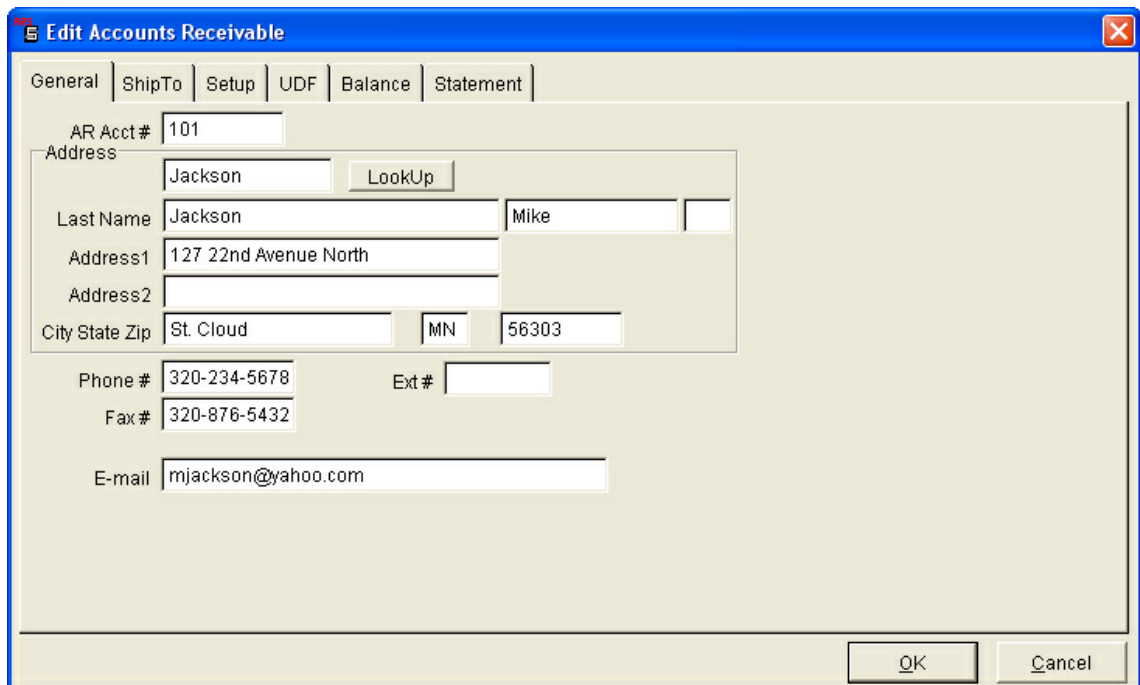 Edit Accounts Receivable
General ShipTo Setup UDF Balance Statement
AR Acct # 101
Address
Jackson LookUp
Last Name Jackson Mike
Address1 127 22nd Avenue North
Address2
City State Zip St. Cloud MN 56303
Phone # 320-234-5678 Ext #
Fax # 320-876-5432
E-mail mjackson@yahoo.com
OK Cancel